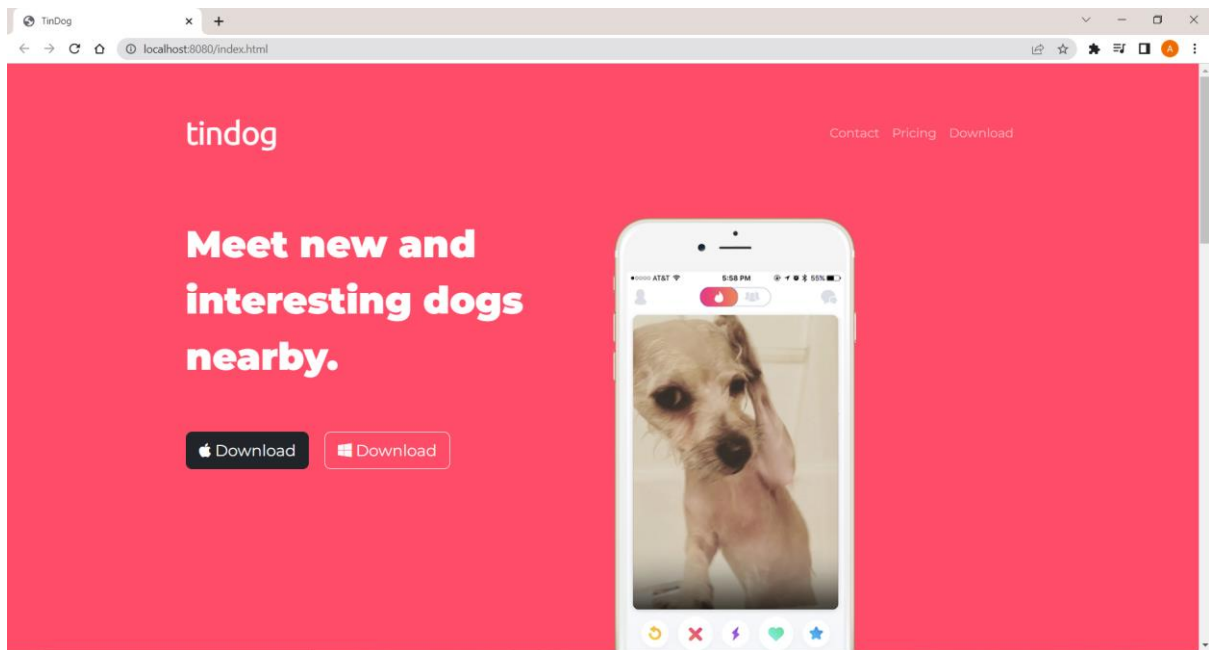 TinDog
localhost:8080/index.html
A
tindog
Contact Pricing Download
Meet new and
interesting dogs
nearby.
AT&T 5:58 PM 55%
Download Download